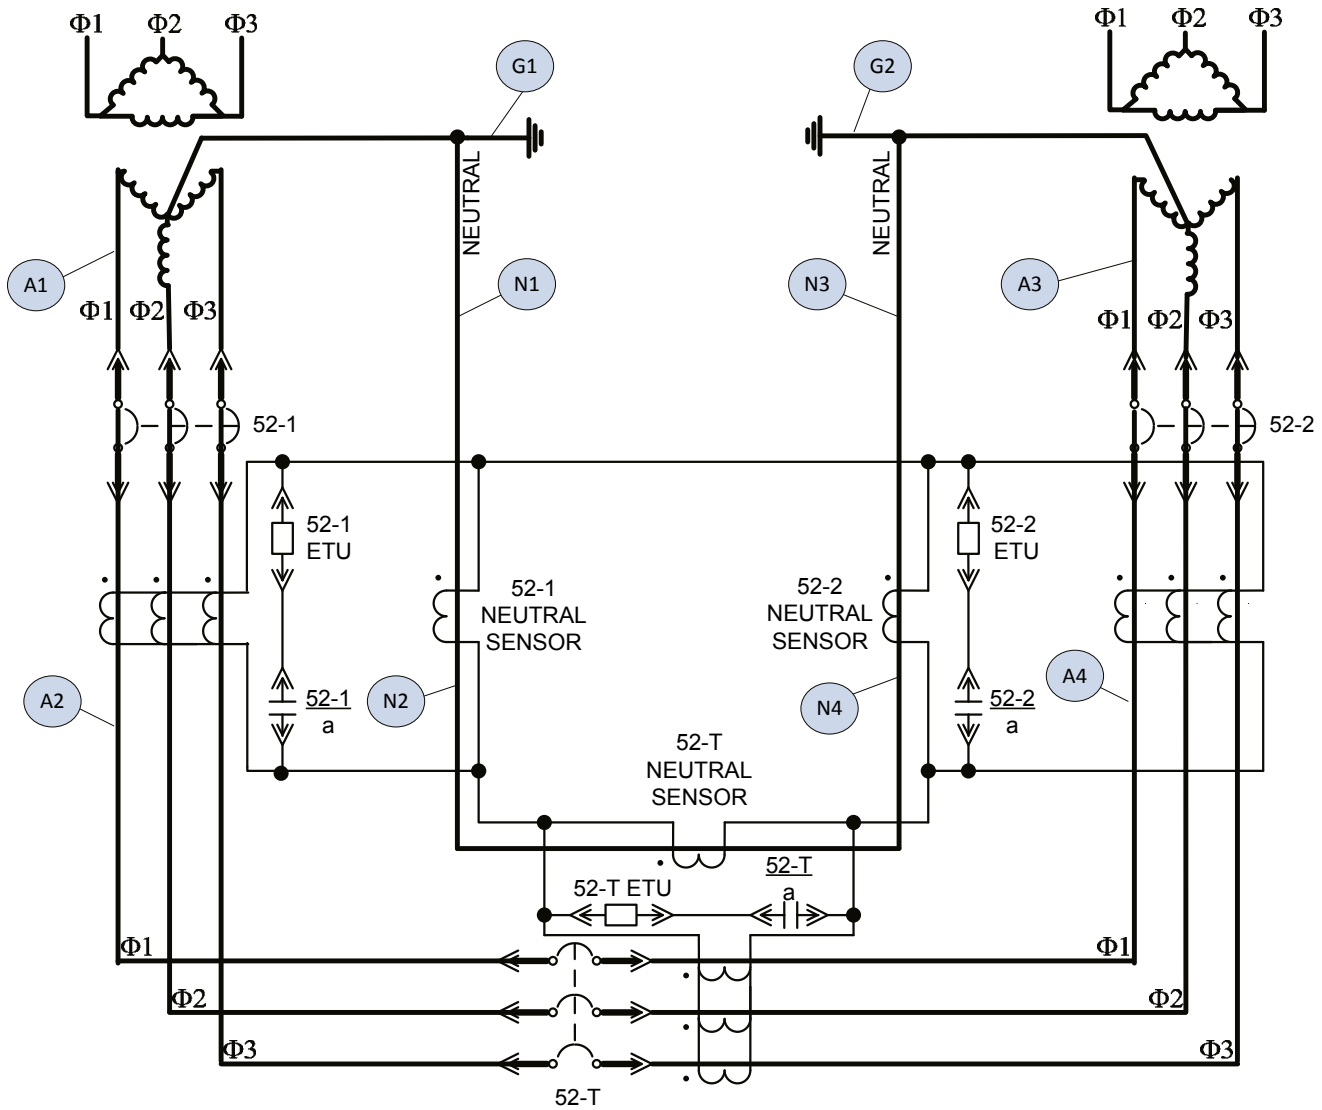 Φ1 Φ2 Φ3
Φ1 Φ2 Φ3
G1
G2
NEUTRAL
NEUTRAL
A1
N1
N3
A3
Φ1 Φ2 Φ3
Φ1 Φ2 Φ3
52-1
52-2
52-1
ETU
52-2
ETU
52-1
NEUTRAL
SENSOR
52-2
NEUTRAL
SENSOR
A2
52-1
a
N2
N4
52-2
a
A4
52-T
NEUTRAL
SENSOR
52-T
a
52-T ETU
Φ1
Φ1
Φ2
Φ2
Φ3
Φ3
52-T